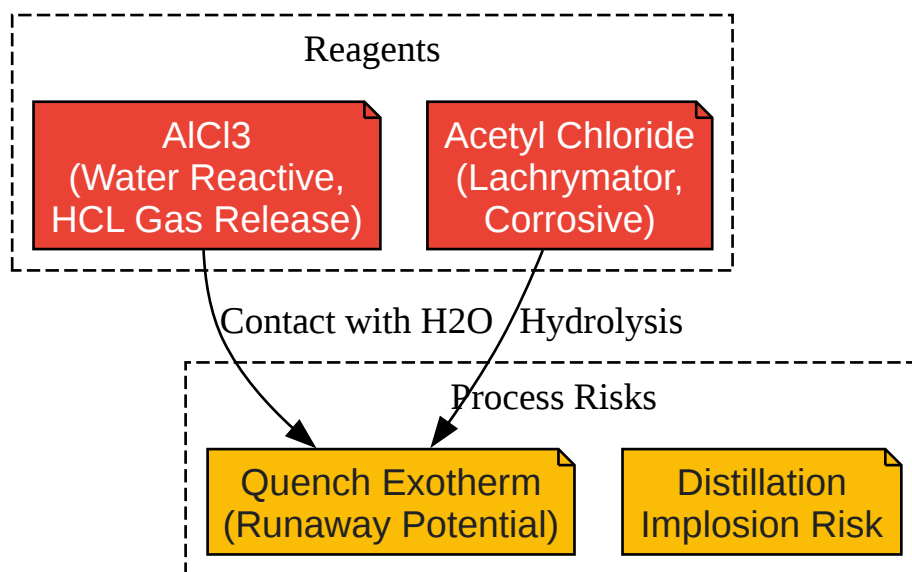 Reagents
AlCl3
(Water Reactive,
HCL Gas Release)
Acetyl Chloride
(Lachrymator,
Corrosive)
Contact with H2O
Hydrolysis
Process Risks
Quench Exotherm
(Runaway Potential)
Distillation
Implosion Risk